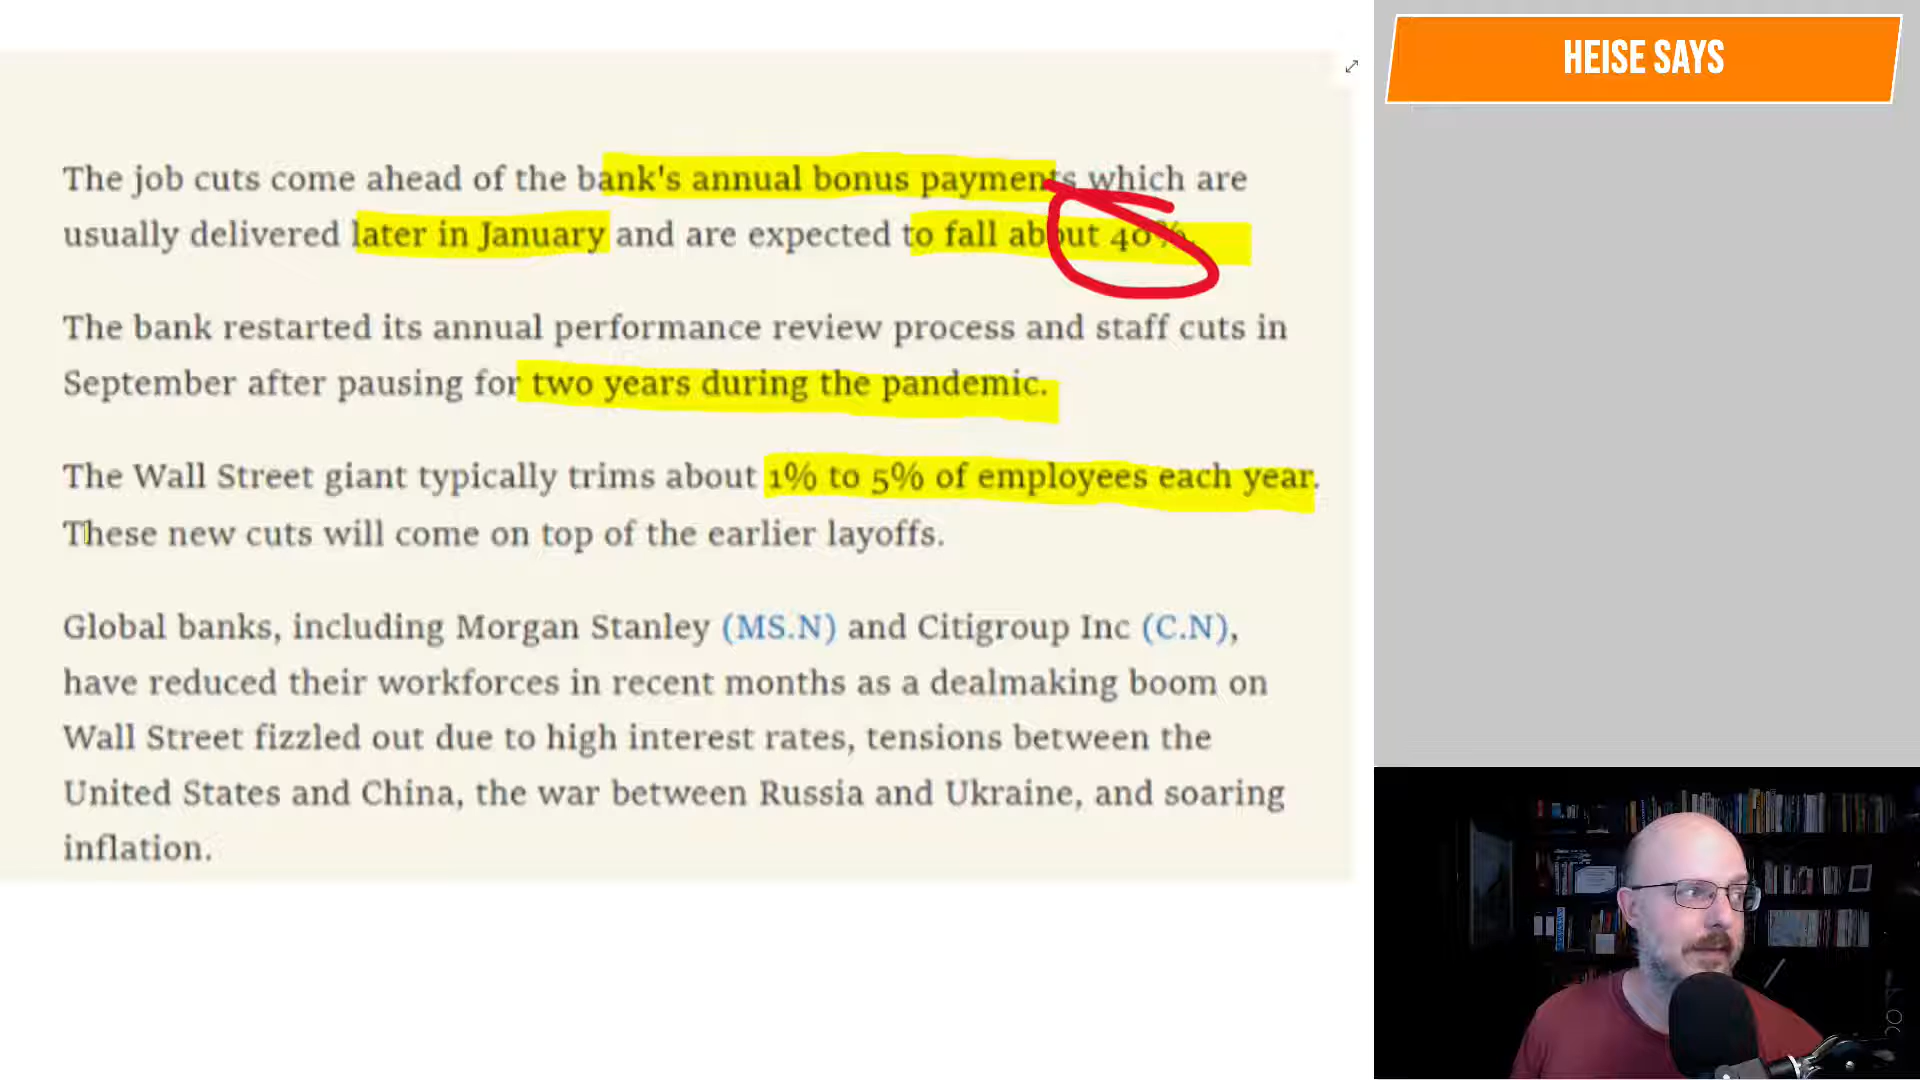 HEISE SAYS
The job cuts come ahead of the bank's annual bonus payments which are
usually delivered later in January and are expected to fall about 40%.
The bank restarted its annual performance review process and staff cuts in
September after pausing for two years during the pandemic.
The Wall Street giant typically trims about 1% to 5% of employees each year.
These new cuts will come on top of the earlier layoffs.
Global banks, including Morgan Stanley (MS.N) and Citigroup Inc (C.N),
have reduced their workforces in recent months as a dealmaking boom on
Wall Street fizzled out due to high interest rates, tensions between the
United States and China, the war between Russia and Ukraine, and soaring
inflation.